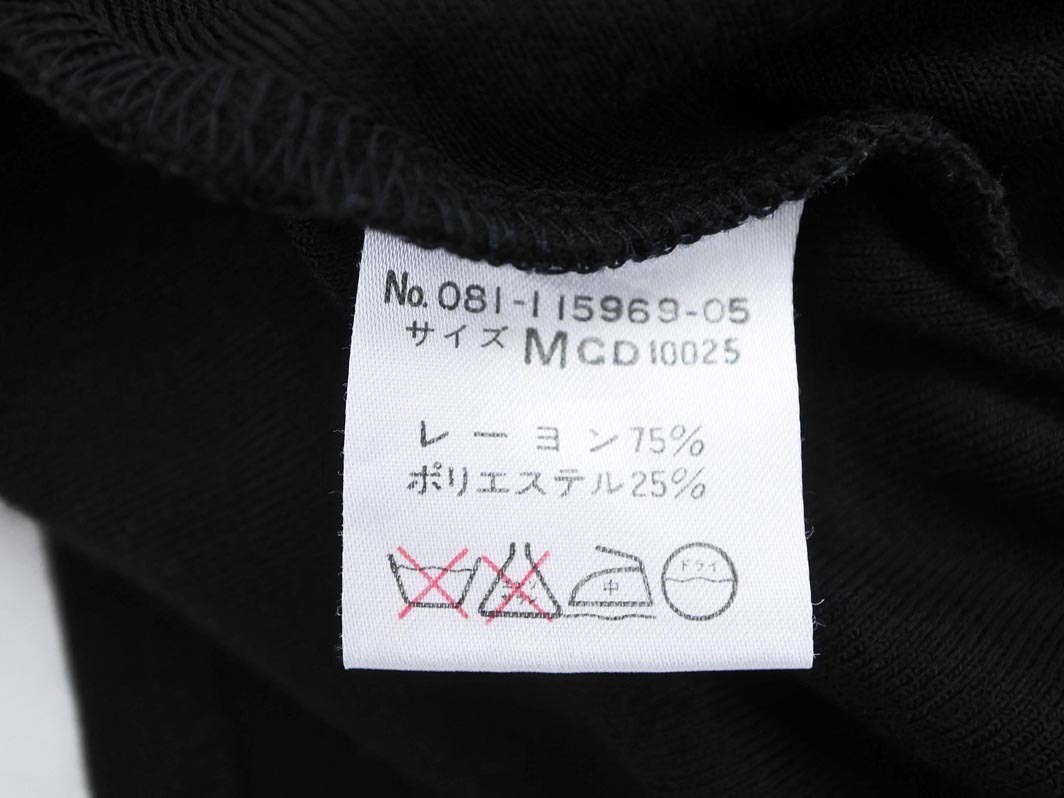 No.081-115969-05
サイズ MCD10025
レーヨン75%
ポリエステル25%
中
ドライ